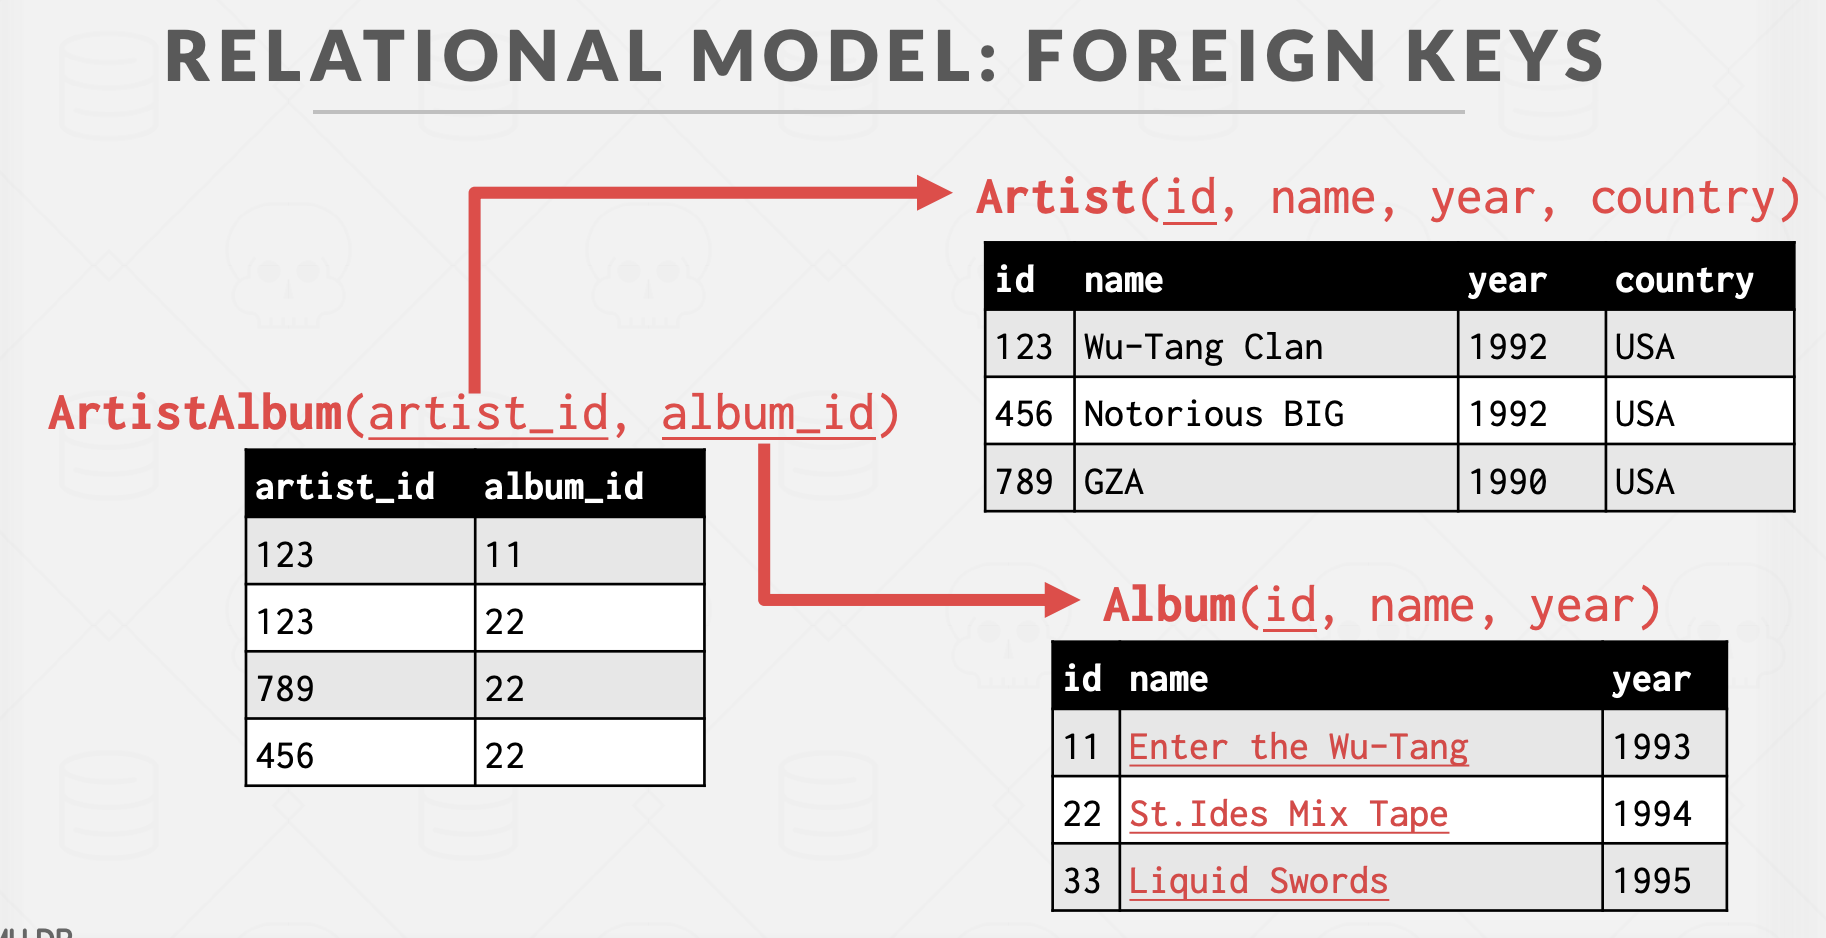 RELATIONAL MODEL: FOREIGN KEYS
Artist(id, name, year, country)
id name year country
123 Wu-Tang Clan 1992 USA
456 Notorious BIG 1992 USA
789 GZA 1990 USA
ArtistAlbum(artist_id, album_id)
artist_id album_id
123 11
123 22
789 22
456 22
Album(id, name, year)
id name year
11 Enter the Wu-Tang 1993
22 St.Ides Mix Tape 1994
33 Liquid Swords 1995